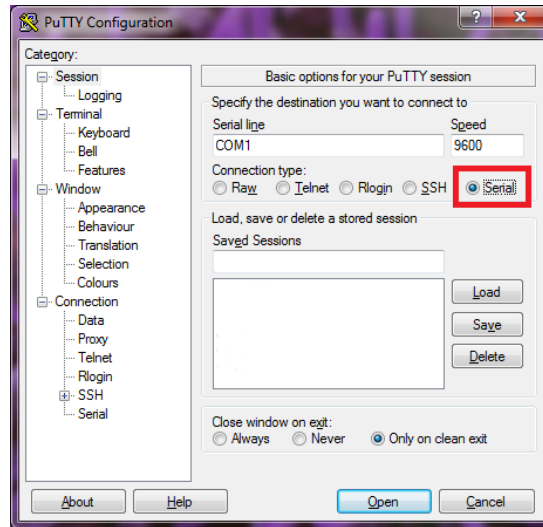 PuTTY Configuration
?
X
Category:
Session
Logging
Terminal
Keyboard
Bell
Features
Window
Appearance
Behaviour
Translation
Selection
Colours
Connection
Data
Proxy
Telnet
Rlogin
SSH
Serial
Basic options for your PuTTY session
Specify the destination you want to connect to
Serial line Speed
COM1 9600
Connection type:
Raw Telnet Rlogin SSH Serial
Load, save or delete a stored session
Saved Sessions
Load
Save
Delete
Close window on exit:
Always Never Only on clean exit
About Help Open Cancel